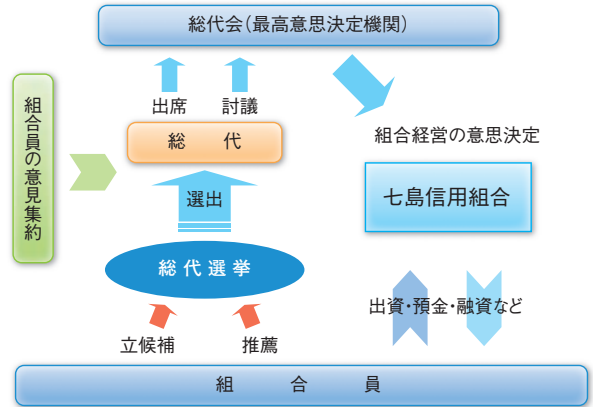 総代会（最高意思決定機関）
出席 討議
組合員の意見集約
総 代
組合経営の意思決定
七島信用組合
選出
総代選挙
出資・預金・融資など
立候補 推薦
組 合 員